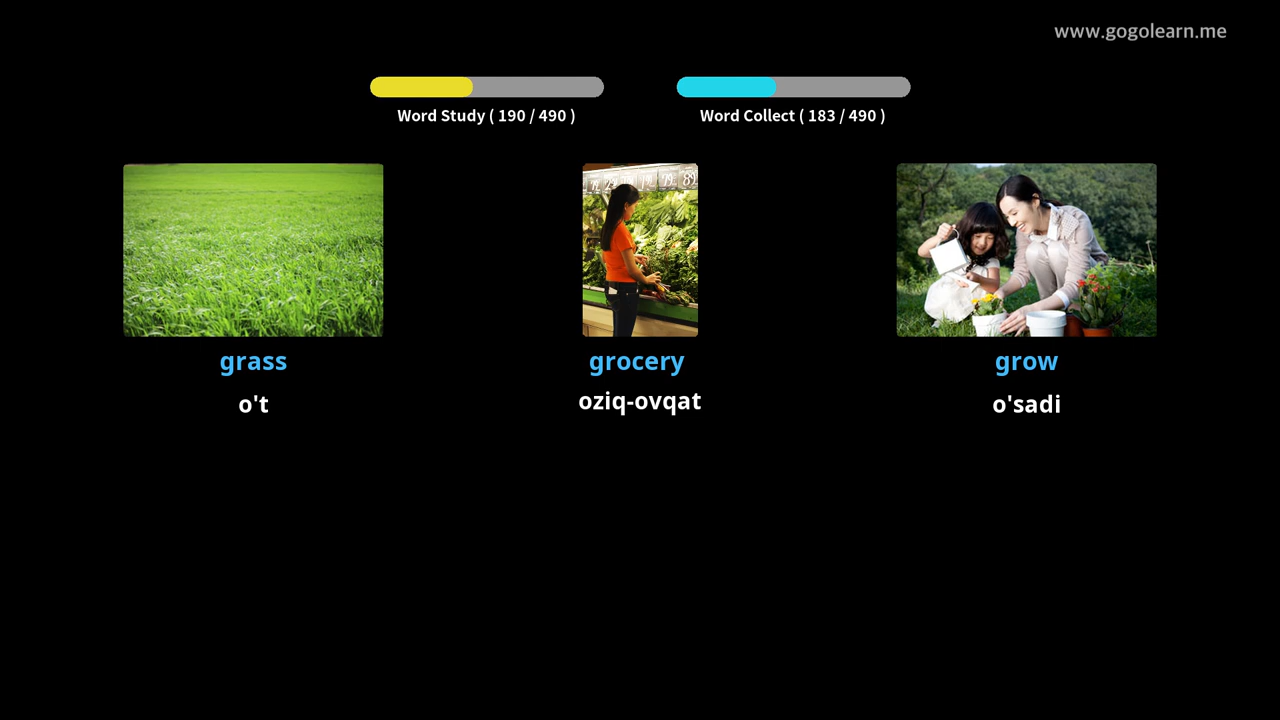 www.gogolearn.me
Word Study ( 190 / 490 )
Word Collect ( 183 / 490 )
grass
grocery
grow
o't
oziq-ovqat
o'sadi